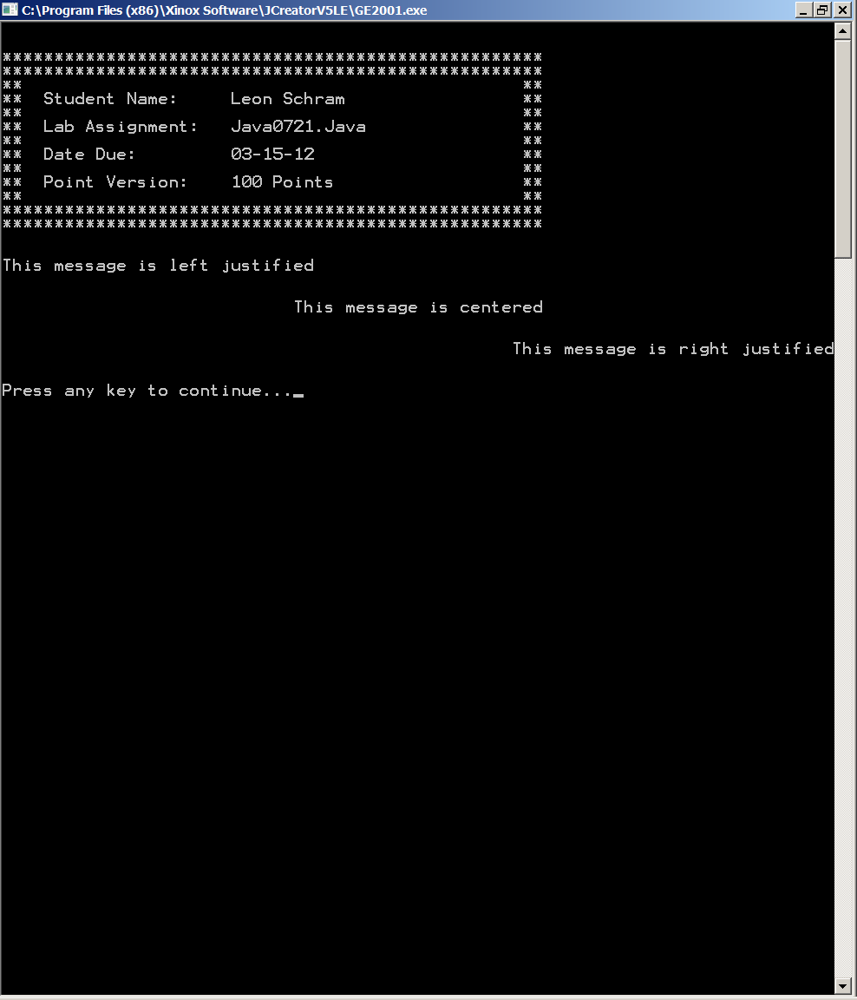 C:\Program Files (x86)\Xinox Software\JCreatorV5LE\GE2001.exe
****************************************************
****************************************************
** **
** Student Name: Leon Schram **
** **
** Lab Assignment: Java0721.Java **
** **
** Date Due: 03-15-12 **
** **
** Point Version: 100 Points **
** **
****************************************************
****************************************************
This message is left justified
This message is centered
This message is right justified
Press any key to continue..._